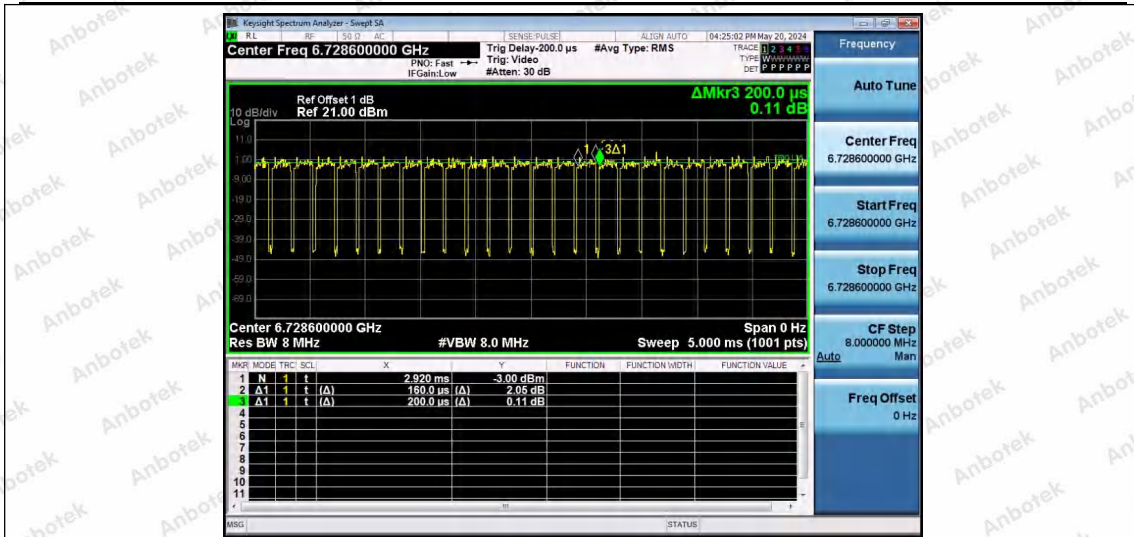 Keysight Spectrum Analyzer - Swept SA
RL RF 50 Ω AC SENSE:PULSE ALIGN AUTO 04:25:02 PM May 20, 2024
Center Freq 6.728600000 GHz
Trig Delay-200.0 µs #Avg Type: RMS
TRACE 1 2 3 4 5 6
PNO: Fast Trig: Video
TYPE WWWWWW
IFGain:Low #Atten: 30 dB
DET P P P P P P
Frequency
ΔMkr3 200.0 µs
0.11 dB
Ref Offset 1 dB
10 dB/div Ref 21.00 dBm
Log
11.0
1.00
-9.00
-19.0
-29.0
-39.0
-49.0
-59.0
-69.0
1 3Δ1
Center 6.728600000 GHz Span 0 Hz
Res BW 8 MHz #VBW 8.0 MHz Sweep 5.000 ms (1001 pts)
MKR MODE TRC SCL X Y FUNCTION FUNCTION WIDTH FUNCTION VALUE
1 N 1 t 2.920 ms -3.00 dBm
2 Δ1 1 t (Δ) 160.0 µs (Δ) 2.05 dB
3 Δ1 1 t (Δ) 200.0 µs (Δ) 0.11 dB
4
5
6
7
8
9
10
11
MSG STATUS
Auto Tune
Center Freq
6.728600000 GHz
Start Freq
6.728600000 GHz
Stop Freq
6.728600000 GHz
CF Step
8.000000 MHz
Auto Man
Freq Offset
0 Hz
Anbotek